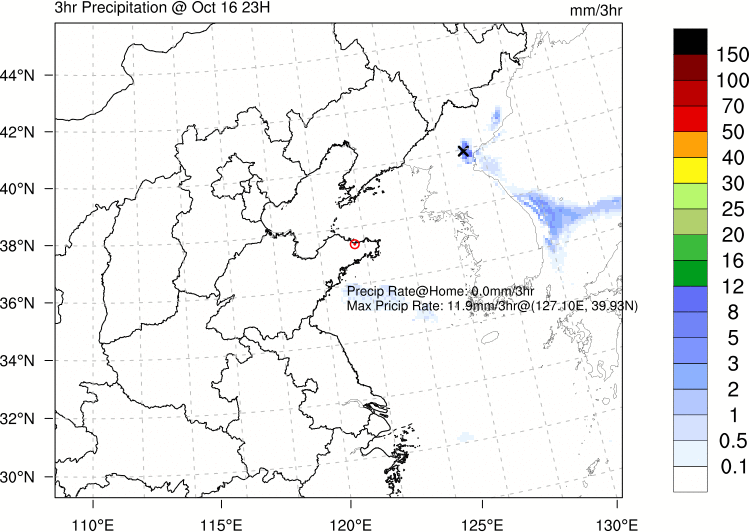 3hr Precipitation @ Oct 16 23H
mm/3hr
44°N
42°N
40°N
38°N
36°N
34°N
32°N
30°N
110°E
115°E
120°E
125°E
130°E
Precip Rate@Home: 0.0mm/3hr
Max Pricip Rate: 11.9mm/3hr@(127.10E, 39.93N)
150
100
70
50
40
30
25
20
16
12
8
5
3
2
1
0.5
0.1